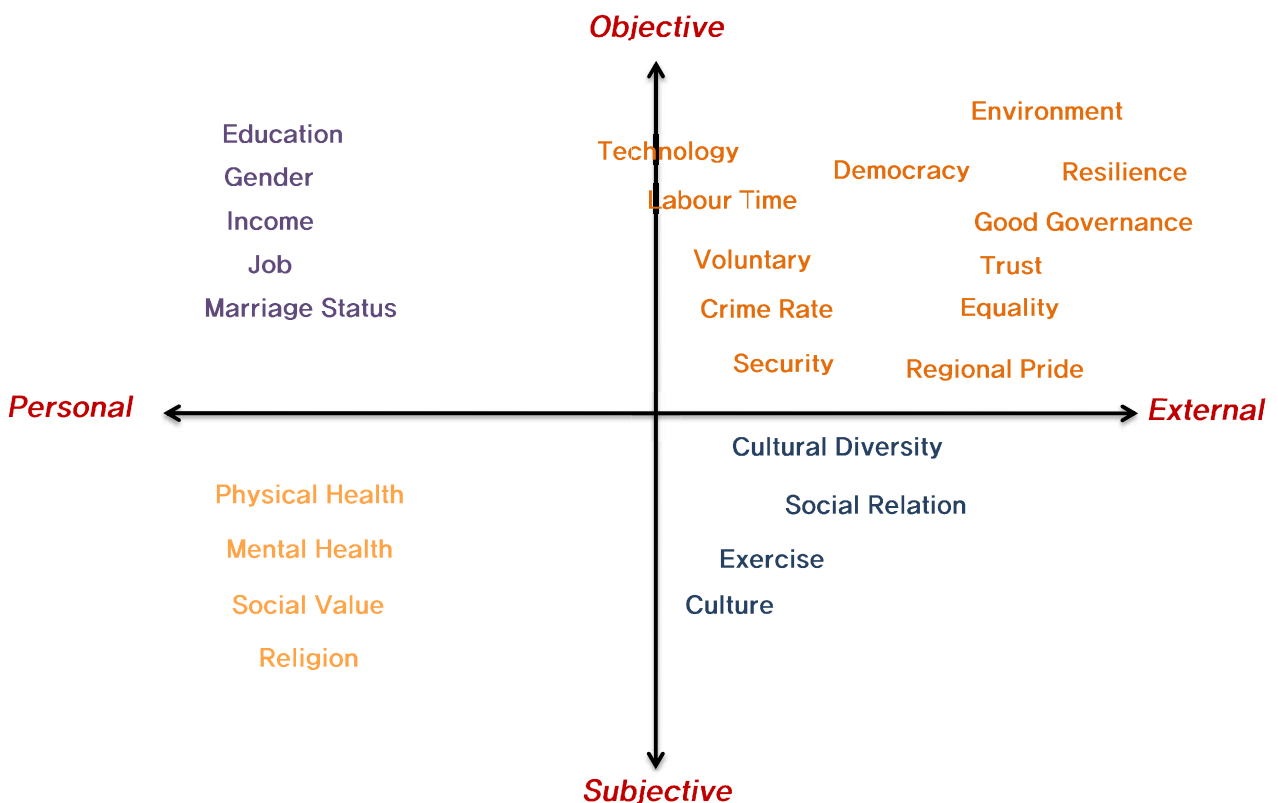 Objective
Environment
Education
Technology
Democracy
Resilience
Gender
Labour Time
Income
Good Governance
Voluntary
Job
Trust
Marriage Status
Crime Rate
Equality
Security
Regional Pride
Personal
External
Cultural Diversity
Physical Health
Social Relation
Mental Health
Exercise
Social Value
Culture
Religion
Subjective